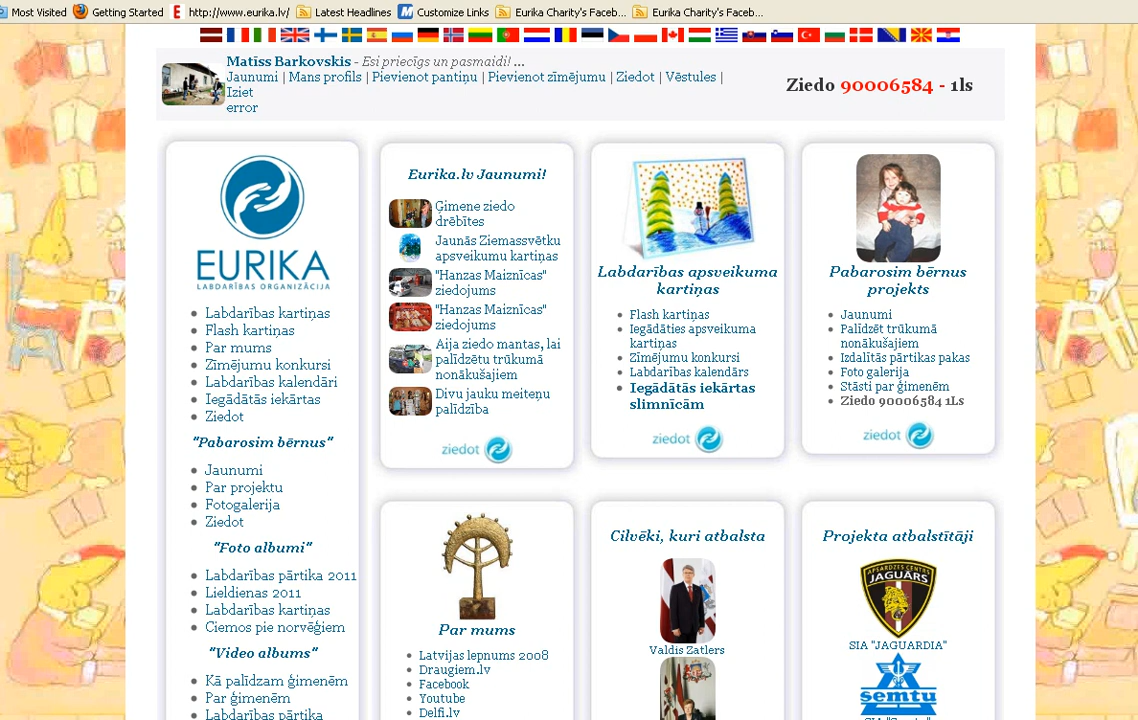 Most Visited Getting Started http://www.eurika.lv/ Latest Headlines Customize Links Eurika Charity's Faceb... Eurika Charity's Faceb...
Matīss Barkovskis - Esi priecīgs un pasmaidi! ...
Jaunumi | Mans profils | Pievienot pantiņu | Pievienot zīmējumu | Ziedot | Vēstules |
Iziet
error
Ziedo 90006584 - 1ls
EURIKA
LABDARĪBAS ORGANIZĀCIJA
Labdarības kartiņas
Flash kartiņas
Par mums
Zīmējumu konkursi
Labdarības kalendāri
Iegādātās iekārtas
Ziedot
"Pabarosim bērnus"
Jaunumi
Par projektu
Fotogalerija
Ziedot
"Foto albumi"
Labdarības pārtika 2011
Lieldienas 2011
Labdarības kartiņas
Ciemos pie norvēģiem
"Video albums"
Kā palīdzam ģimenēm
Par ģimenēm
Labdarības pārtika
Eurika.lv Jaunumi!
Ģimene ziedo
drēbītes
Jaunās Ziemassvētku
apsveikumu kartiņas
"Hanzas Maiznīcas"
ziedojums
"Hanzas Maiznīcas"
ziedojums
Aija ziedo mantas, lai
palīdzētu trūkumā
nonākušajiem
Divu jauku meiteņu
palīdzība
ziedot
Labdarības apsveikuma
kartiņas
Flash kartiņas
Iegādāties apsveikuma
kartiņas
Zīmējumu konkursi
Labdarības kalendārs
Iegādātās iekārtas
slimnīcām
ziedot
Pabarosim bērnus
projekts
Jaunumi
Palīdzēt trūkumā
nonākušajiem
Izdalītās pārtikas pakas
Foto galerija
Stāsti par ģimenēm
Ziedo 90006584 1Ls
ziedot
Par mums
Latvijas lepnums 2008
Draugiem.lv
Facebook
Youtube
Delfi.lv
Cilvēki, kuri atbalsta
Valdis Zatlers
Projekta atbalstītāji
APSARDZES CENTRS
JAGUĀRS
SIA "JAGUARDIA"
semtu
SIA "Semtu"